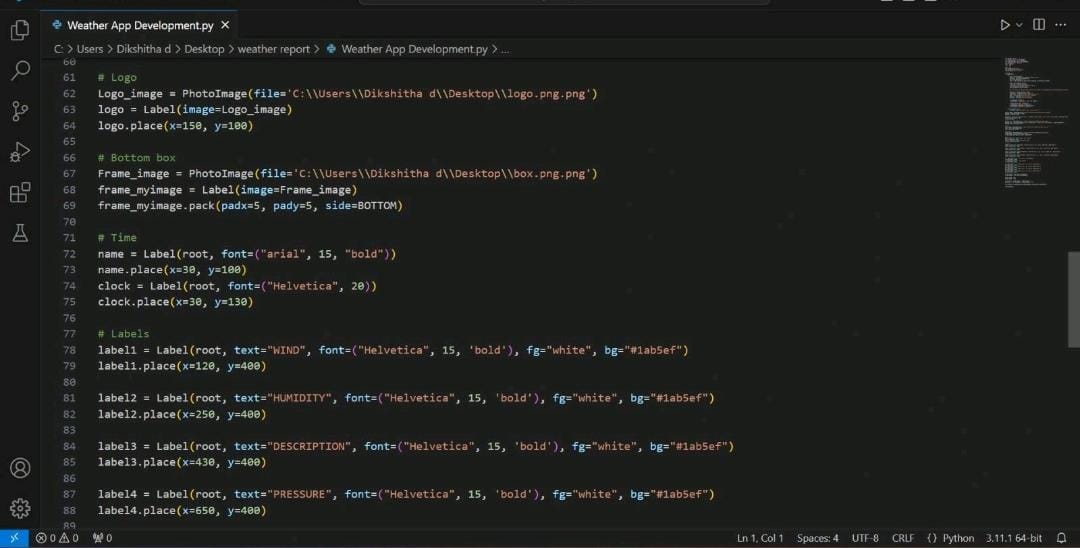 Weather App Development.py
C: > Users > Dikshitha d > Desktop > weather report > Weather App Development.py > ...
60
61 # Logo
62 Logo_image = PhotoImage(file='C:\\Users\\Dikshitha d\\Desktop\\logo.png.png')
63 logo = Label(image=Logo_image)
64 logo.place(x=150, y=100)
65
66 # Bottom box
67 Frame_image = PhotoImage(file='C:\\Users\\Dikshitha d\\Desktop\\box.png.png')
68 frame_myimage = Label(image=Frame_image)
69 frame_myimage.pack(padx=5, pady=5, side=BOTTOM)
70
71 # Time
72 name = Label(root, font=("arial", 15, "bold"))
73 name.place(x=30, y=100)
74 clock = Label(root, font=("Helvetica", 20))
75 clock.place(x=30, y=130)
76
77 # Labels
78 label1 = Label(root, text="WIND", font=("Helvetica", 15, 'bold'), fg="white", bg="#1ab5ef")
79 label1.place(x=120, y=400)
80
81 label2 = Label(root, text="HUMIDITY", font=("Helvetica", 15, 'bold'), fg="white", bg="#1ab5ef")
82 label2.place(x=250, y=400)
83
84 label3 = Label(root, text="DESCRIPTION", font=("Helvetica", 15, 'bold'), fg="white", bg="#1ab5ef")
85 label3.place(x=430, y=400)
86
87 label4 = Label(root, text="PRESSURE", font=("Helvetica", 15, 'bold'), fg="white", bg="#1ab5ef")
88 label4.place(x=650, y=400)
89
0 0 0 Ln 1, Col 1 Spaces: 4 UTF-8 CRLF {} Python 3.11.1 64-bit